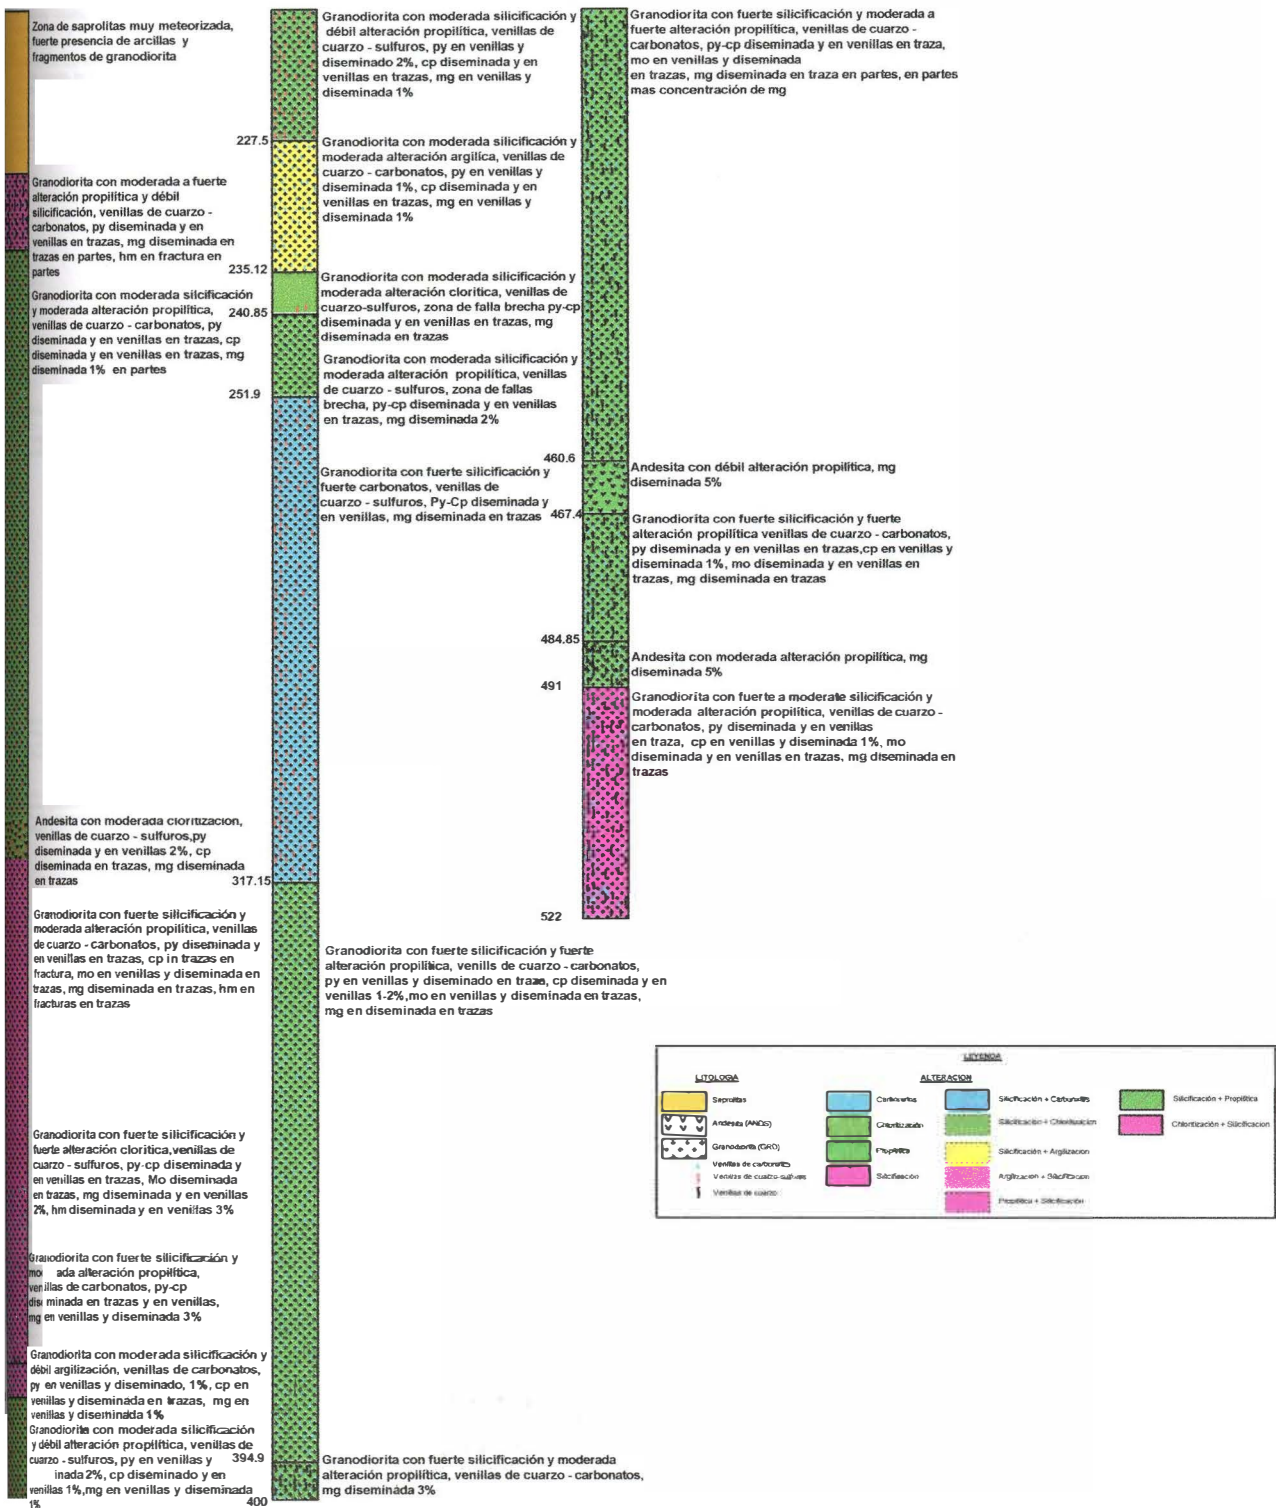 Zona de saprolitas muy meteorizada,
fuerte presencia de arcillas y
fragmentos de granodiorita
Granodiorita con moderada a fuerte
alteración propilítica y débil
silicificación, venillas de cuarzo -
carbonatos, py diseminada y en
venillas en trazas, mg diseminada en
trazas en partes, hm en fractura en
partes
Granodiorita con moderada silcificación
y moderada alteración propilítica,
venillas de cuarzo - carbonatos, py
diseminada y en venillas en trazas, cp
diseminada y en venillas en trazas, mg
diseminada 1% en partes
Andesita con moderada cloritización,
venillas de cuarzo - sulfuros,py
diseminada y en venillas 2%, cp
diseminada en trazas, mg diseminada
en trazas
Granodiorita con fuerte silicificación y
moderada alteración propilítica, venillas
de cuarzo - carbonatos, py diseminada y
en venillas en trazas, cp in trazas en
fractura, mo en venillas y diseminada en
trazas, mg diseminada en trazas, hm en
fracturas en trazas
Granodiorita con fuerte silicificación y
fuerte alteración cloritica,venillas de
cuarzo - sulfuros, py-cp diseminada y
en venillas en trazas, Mo diseminada
en trazas, mg diseminada y en venillas
2%, hm diseminada y en venillas 3%
Granodiorita con fuerte silicificación y
mo ada alteración propilítica,
venillas de carbonatos, py-cp
diseminada en trazas y en venillas,
mg en venillas y diseminada 3%
Granodiorita con moderada silicificación y
débil argilización, venillas de carbonatos,
py en venillas y diseminado, 1%, cp en
venillas y diseminada en trazas, mg en
venillas y diseminada 1%
Granodiorita con moderada silicificación
y débil alteración propilítica, venillas de
cuarzo - sulfuros, py en venillas y
inada 2%, cp diseminado y en
venillas 1%,mg en venillas y diseminada
1%
Granodiorita con moderada silicificación y
débil alteración propilítica, venillas de
cuarzo - sulfuros, py en venillas y
diseminado 2%, cp diseminada y en
venillas en trazas, mg en venillas y
diseminada 1%
227.5
Granodiorita con moderada silicificación y
moderada alteración argilíca, venillas de
cuarzo - carbonatos, py en venillas y
diseminada 1%, cp diseminada y en
venillas en trazas, mg en venillas y
diseminada 1%
235.12
Granodiorita con moderada silicificación y
moderada alteración cloritica, venillas de
cuarzo-sulfuros, zona de falla brecha py-cp
diseminada y en venillas en trazas, mg
diseminada en trazas
240.85
Granodiorita con moderada silicificación y
moderada alteración propilítica, venillas
de cuarzo - sulfuros, zona de fallas
brecha, py-cp diseminada y en venillas
en trazas, mg diseminada 2%
251.9
Granodiorita con fuerte silicificación y
fuerte carbonatos, venillas de
cuarzo - sulfuros, Py-Cp diseminada y
en venillas, mg diseminada en trazas
317.15
Granodiorita con fuerte silicificación y fuerte
alteración propilítica, venills de cuarzo - carbonatos,
py en venillas y diseminado en traza, cp diseminada y en
venillas 1-2%,mo en venillas y diseminada en trazas,
mg en diseminada en trazas
394.9
Granodiorita con fuerte silicificación y moderada
alteración propilítica, venillas de cuarzo - carbonatos,
mg diseminada 3%
400
Granodiorita con fuerte silicificación y moderada a
fuerte alteración propilítica, venillas de cuarzo -
carbonatos, py-cp diseminada y en venillas en traza,
mo en venillas y diseminada
en trazas, mg diseminada en traza en partes, en partes
mas concentración de mg
460.6
Andesita con débil alteración propilítica, mg
diseminada 5%
467.4
Granodiorita con fuerte silicificación y fuerte
alteración propilítica venillas de cuarzo - carbonatos,
py diseminada y en venillas en trazas,cp en venillas y
diseminada 1%, mo diseminada y en venillas en
trazas, mg diseminada en trazas
484.85
Andesita con moderada alteración propilítica, mg
diseminada 5%
491
Granodiorita con fuerte a moderate silicificación y
moderada alteración propilítica, venillas de cuarzo -
carbonatos, py diseminada y en venillas
en traza, cp en venillas y diseminada 1%, mo
diseminada y en venillas en trazas, mg diseminada en
trazas
522
LEYENDA
LITOLOGIA
Saprolitas
Andesita (ANDS)
Granodiorita (GRD)
Venillas de carbonatos
Venillas de cuarzo-sulfuros
Venillas de cuarzo
ALTERACION
Carbonatos
Cloritización
Propilitica
Silicificación
Silicificación + Carbonatos
Silicificación + Cloritizacion
Silicificación + Argilización
Argilizacion + Silicificacion
Propilitica + Silicificación
Silicificación + Propilítica
Chloritización + Silicificacion